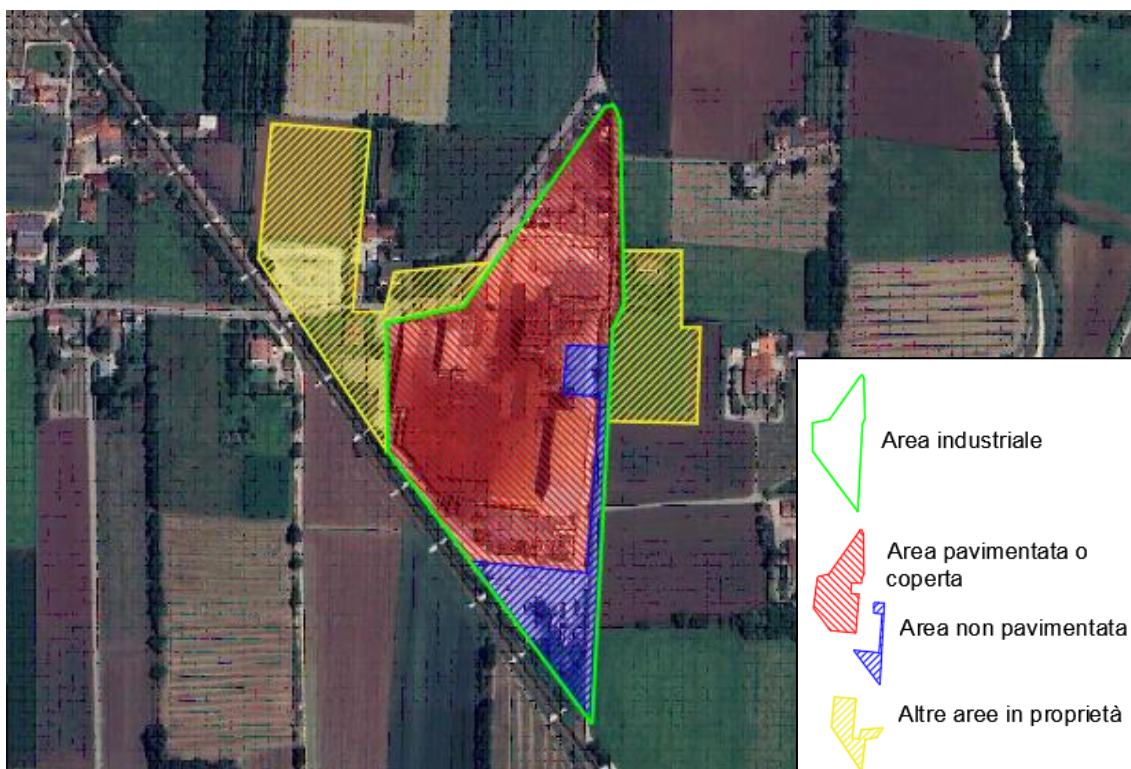 Area industriale
Area pavimentata o
coperta
Area non pavimentata
Altre aree in proprietà